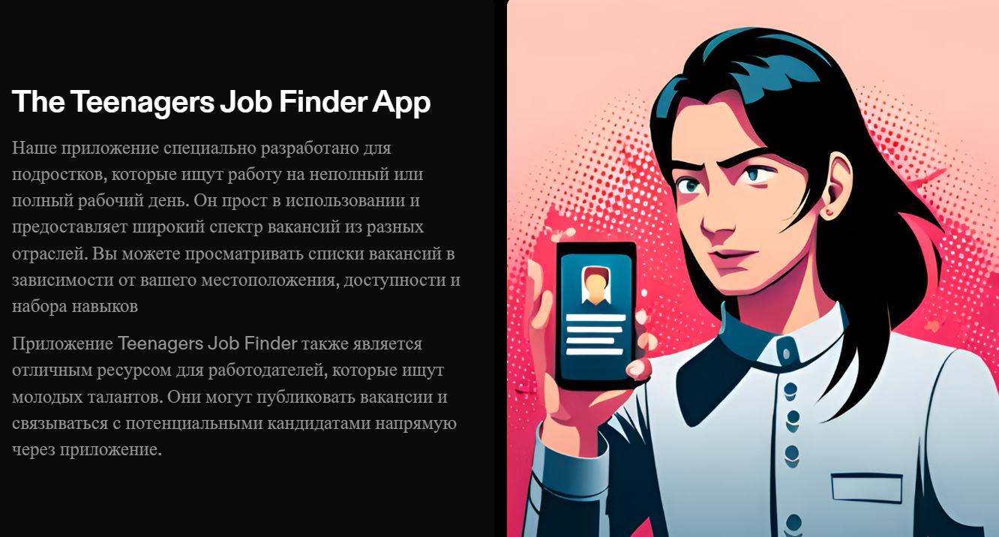 The Teenagers Job Finder App
Наше приложение специально разработано для
подростков, которые ищут работу на неполный или
полный рабочий день. Он прост в использовании и
предоставляет широкий спектр вакансий из разных
отраслей. Вы можете просматривать списки вакансий в
зависимости от вашего местоположения, доступности и
набора навыков
Приложение Teenagers Job Finder также является
отличным ресурсом для работодателей, которые ищут
молодых талантов. Они могут публиковать вакансии и
связываться с потенциальными кандидатами напрямую
через приложение.